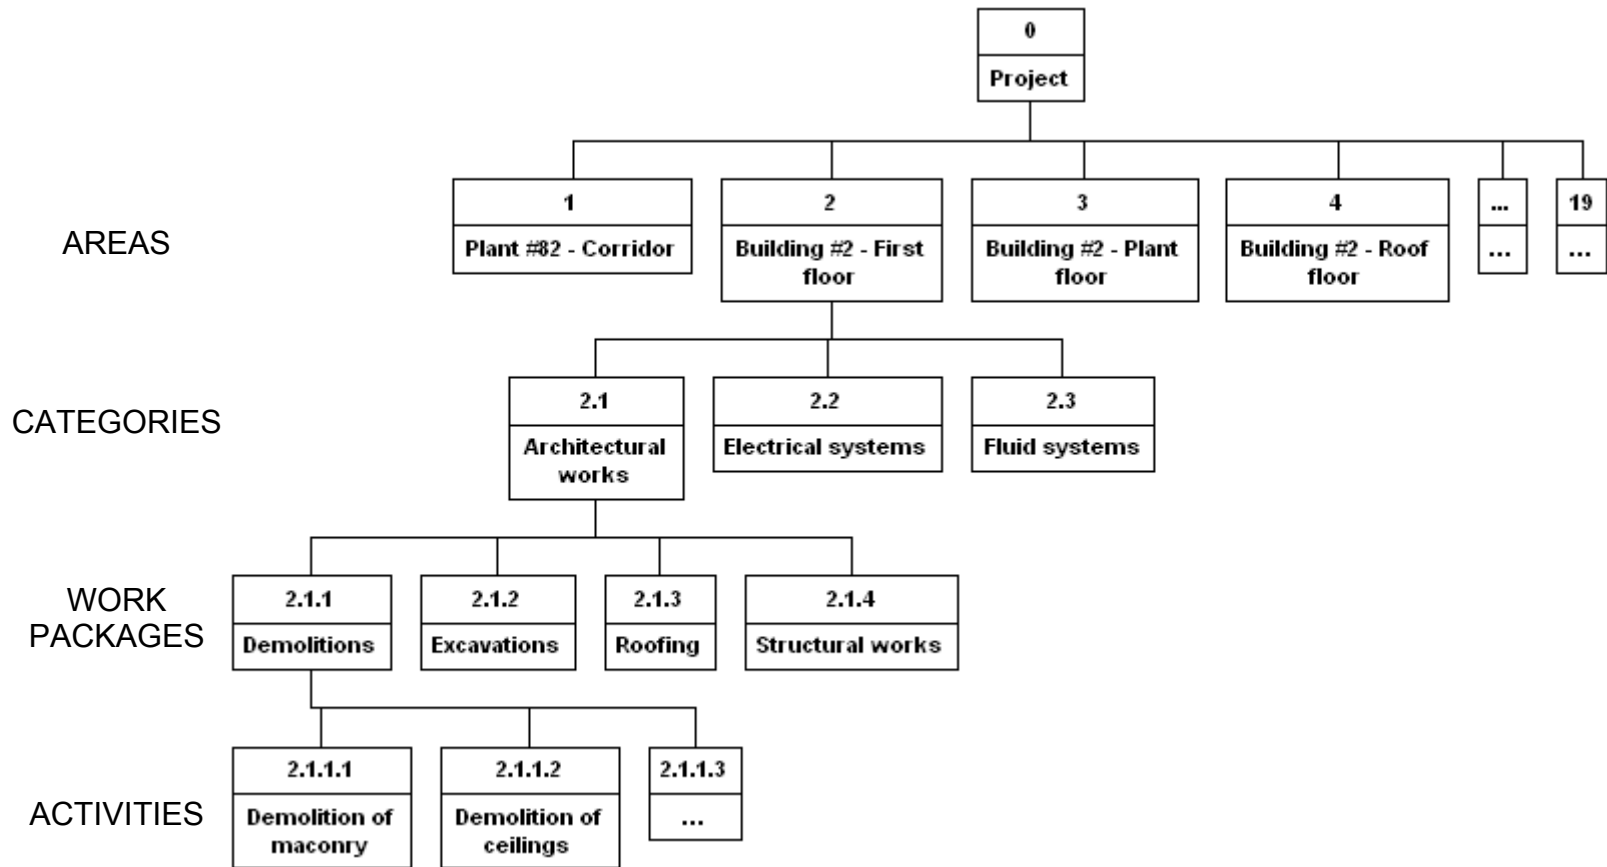 0
Project
AREAS
1
Plant #82 - Corridor
2
Building #2 - First
floor
3
Building #2 - Plant
floor
4
Building #2 - Roof
floor
...
...
19
...
CATEGORIES
2.1
Architectural
works
2.2
Electrical systems
2.3
Fluid systems
WORK
PACKAGES
2.1.1
Demolitions
2.1.2
Excavations
2.1.3
Roofing
2.1.4
Structural works
ACTIVITIES
2.1.1.1
Demolition of
maconry
2.1.1.2
Demolition of
ceilings
2.1.1.3
...